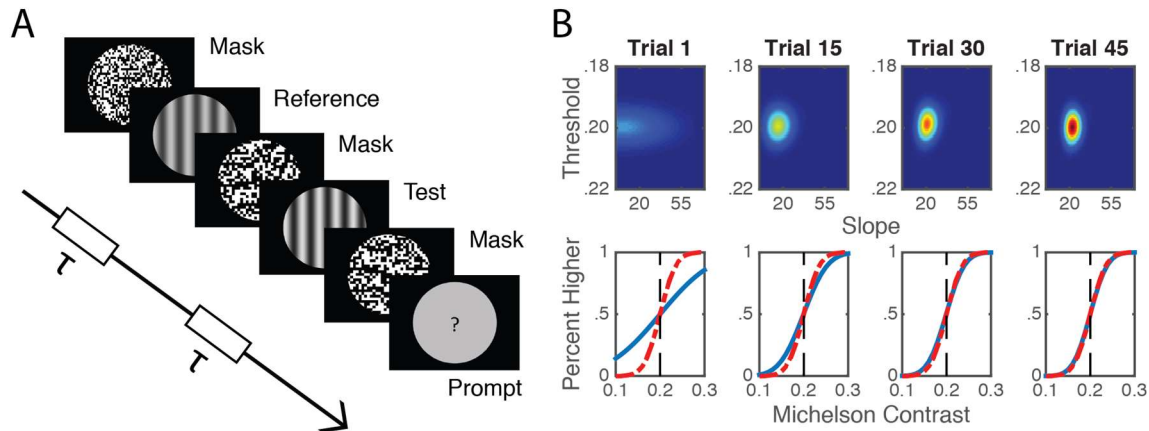 A
Mask
Reference
Mask
Test
Mask
?
Prompt
τ
τ
B
Trial 1 Trial 15 Trial 30 Trial 45
Threshold
.18 .18 .18 .18
.20 .20 .20 .20
.22 .22 .22 .22
20 55 20 55 20 55 20 55
Slope
Percent Higher
1 1 1 1
.5 .5 .5 .5
0 0 0 0
0.1 0.2 0.3 0.1 0.2 0.3 0.1 0.2 0.3 0.1 0.2 0.3
Michelson Contrast